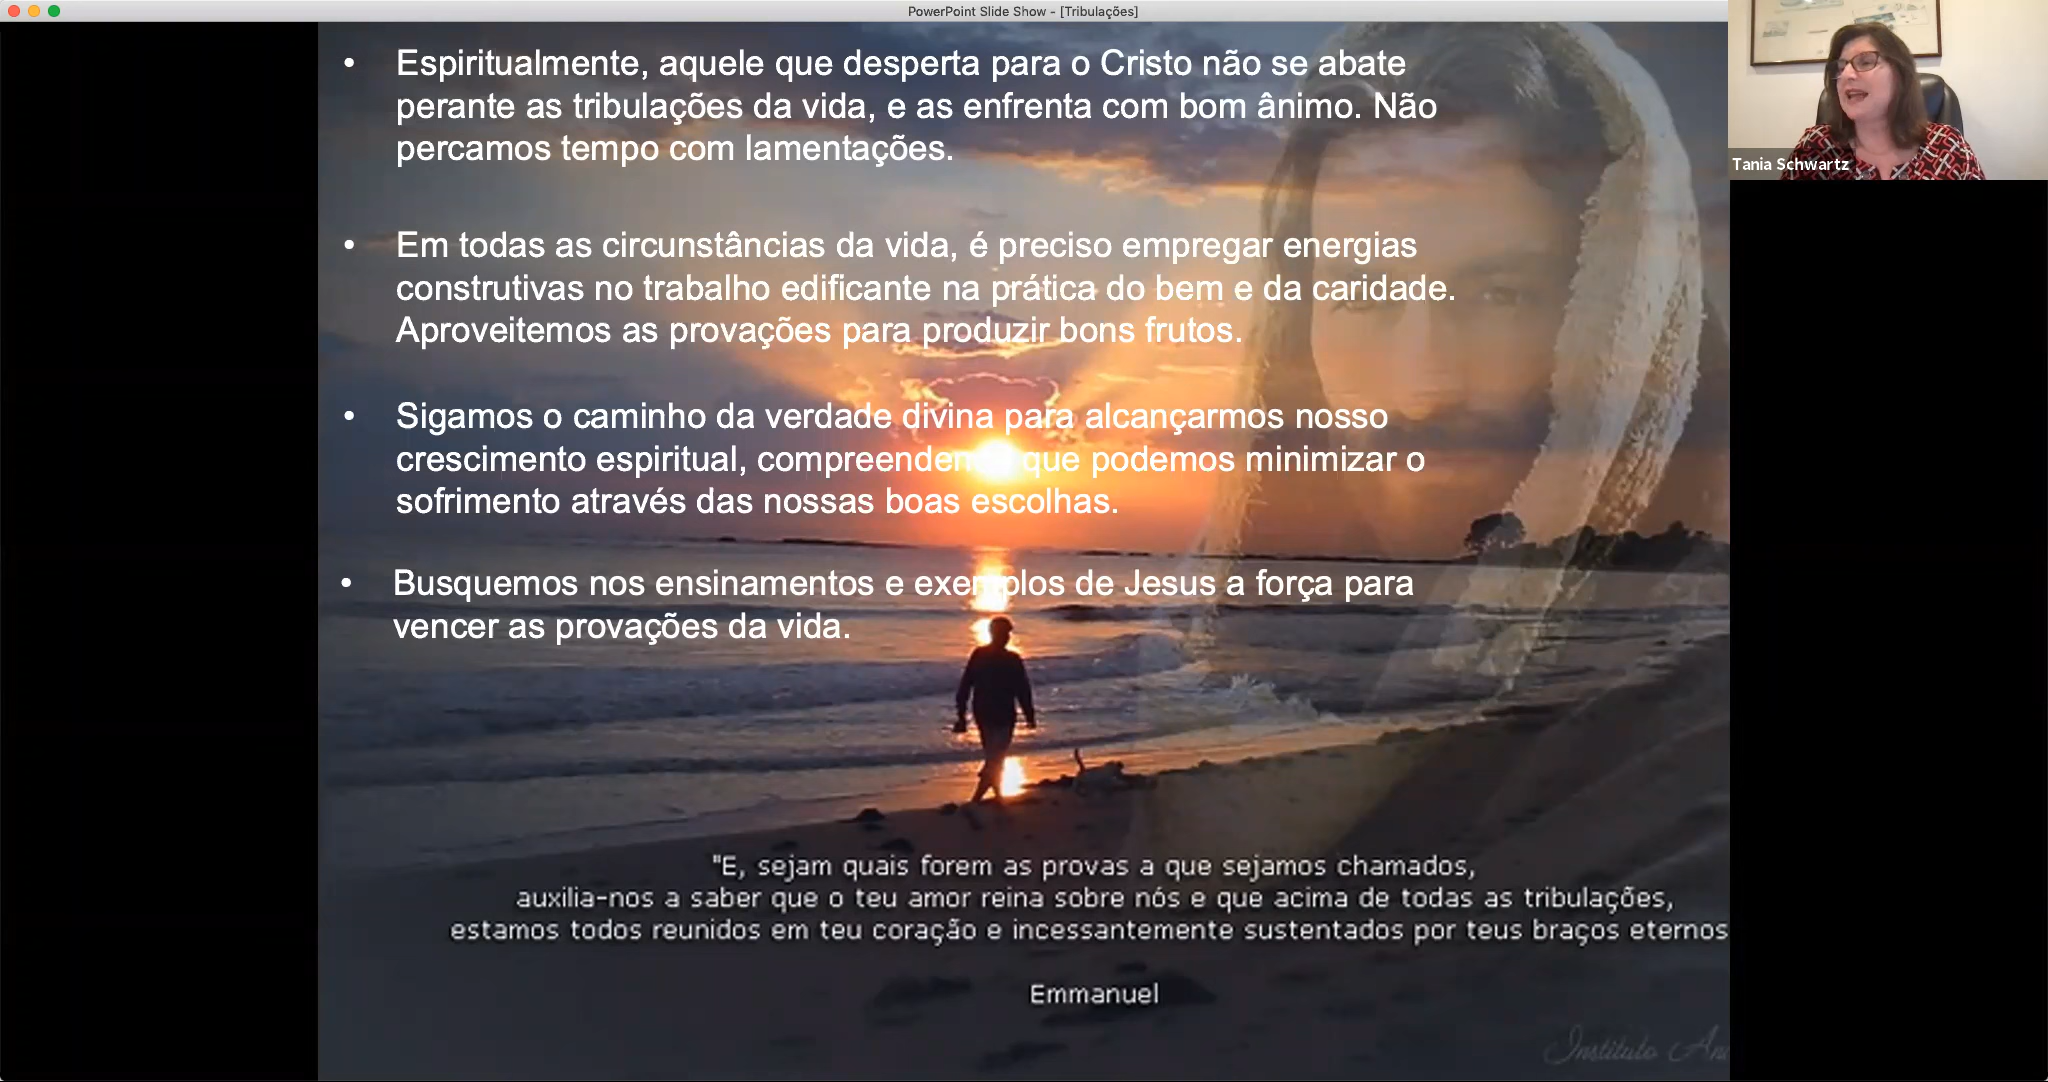 PowerPoint Slide Show - [Tribulações]
• Espiritualmente, aquele que desperta para o Cristo não se abate
perante as tribulações da vida, e as enfrenta com bom ânimo. Não
percamos tempo com lamentações.
• Em todas as circunstâncias da vida, é preciso empregar energias
construtivas no trabalho edificante na prática do bem e da caridade.
Aproveitemos as provações para produzir bons frutos.
• Sigamos o caminho da verdade divina para alcançarmos nosso
crescimento espiritual, compreendendo que podemos minimizar o
sofrimento através das nossas boas escolhas.
• Busquemos nos ensinamentos e exemplos de Jesus a força para
vencer as provações da vida.
"E, sejam quais forem as provas a que sejamos chamados,
auxilia-nos a saber que o teu amor reina sobre nós e que acima de todas as tribulações,
estamos todos reunidos em teu coração e incessantemente sustentados por teus braços eternos
Emmanuel
Instituto
Tania Schwartz